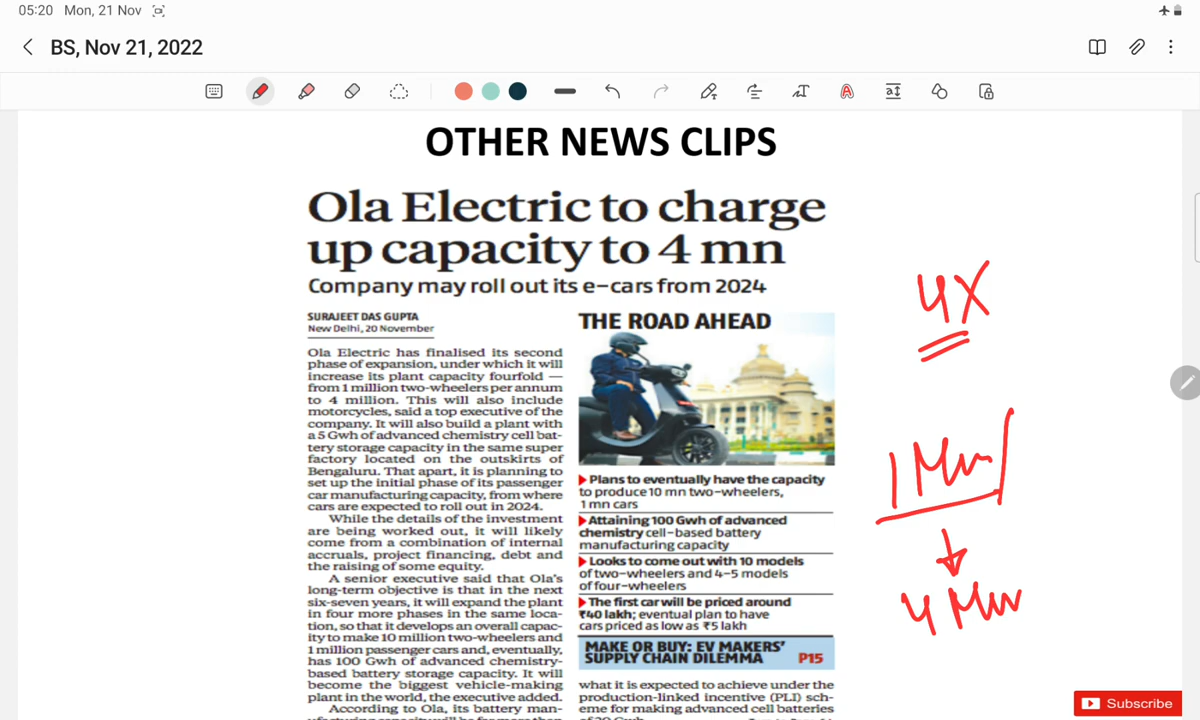 05:20 Mon, 21 Nov
BS, Nov 21, 2022
OTHER NEWS CLIPS
Ola Electric to charge
up capacity to 4 mn
Company may roll out its e-cars from 2024
SURAJEET DAS GUPTA
New Delhi, 20 November
Ola Electric has finalised its second
phase of expansion, under which it will
increase its plant capacity fourfold —
from 1 million two-wheelers per annum
to 4 million. This will also include
motorcycles, said a top executive of the
company. It will also build a plant with
a 5 Gwh of advanced chemistry cell bat-
tery storage capacity in the same super
factory located on the outskirts of
Bengaluru. That apart, it is planning to
set up the initial phase of its passenger
car manufacturing capacity, from where
cars are expected to roll out in 2024.
While the details of the investment
are being worked out, it will likely
come from a combination of internal
accruals, project financing, debt and
the raising of some equity.
A senior executive said that Ola's
long-term objective is that in the next
six-seven years, it will expand the plant
in four more phases in the same loca-
tion, so that it develops an overall capac-
ity to make 10 million two-wheelers and
1 million passenger cars and, eventually,
has 100 Gwh of advanced chemistry-
based battery storage capacity. It will
become the biggest vehicle-making
plant in the world, the executive added.
According to Ola, its battery man-
THE ROAD AHEAD
Plans to eventually have the capacity
to produce 10 mn two-wheelers,
1 mn cars
Attaining 100 Gwh of advanced
chemistry cell-based battery
manufacturing capacity
Looks to come out with 10 models
of two-wheelers and 4-5 models
of four-wheelers
The first car will be priced around
₹40 lakh; eventual plan to have
cars priced as low as ₹5 lakh
MAKE OR BUY: EV MAKERS'
SUPPLY CHAIN DILEMMA P15
what it is expected to achieve under the
production-linked incentive (PLI) sch-
eme for making advanced cell batteries
4X
1 Mn
4 Mn
Subscribe